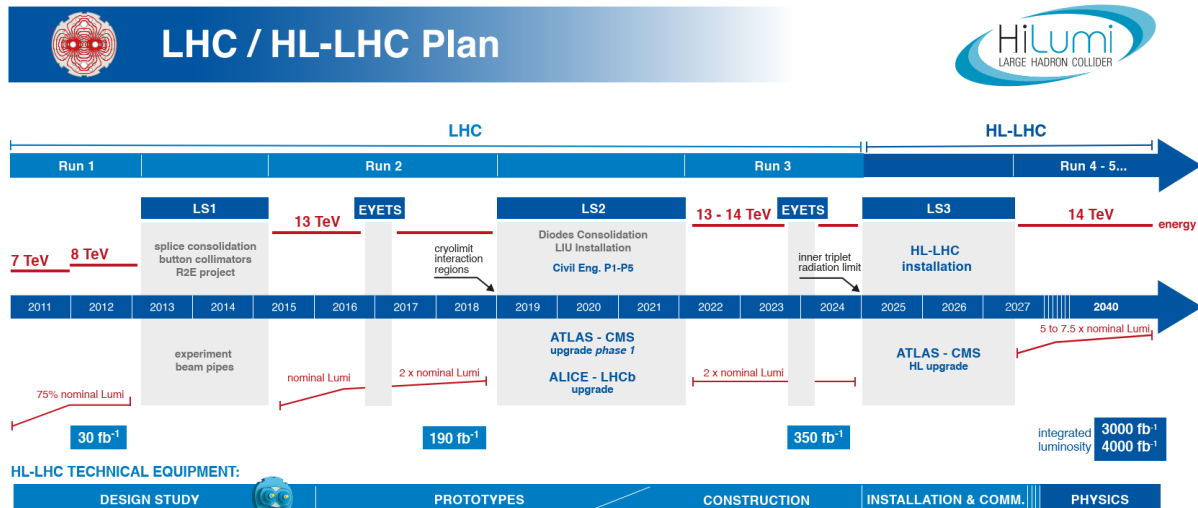 LHC / HL-LHC Plan
HiLumi
LARGE HADRON COLLIDER
LHC
HL-LHC
Run 1
Run 2
Run 3
Run 4 - 5...
LS1
EYETS
LS2
EYETS
LS3
13 TeV
13 - 14 TeV
14 TeV
energy
7 TeV
8 TeV
splice consolidation
button collimators
R2E project
cryolimit
interaction
regions
Diodes Consolidation
LIU Installation
Civil Eng. P1-P5
inner triplet
radiation limit
HL-LHC
installation
2011 2012 2013 2014 2015 2016 2017 2018 2019 2020 2021 2022 2023 2024 2025 2026 2027 2040
5 to 7.5 x nominal Lumi
experiment
beam pipes
ATLAS - CMS
upgrade phase 1
ALICE - LHCb
upgrade
ATLAS - CMS
HL upgrade
75% nominal Lumi
nominal Lumi
2 x nominal Lumi
2 x nominal Lumi
30 fb⁻¹
190 fb⁻¹
350 fb⁻¹
integrated
luminosity
3000 fb⁻¹
4000 fb⁻¹
HL-LHC TECHNICAL EQUIPMENT:
DESIGN STUDY
PROTOTYPES
CONSTRUCTION
INSTALLATION & COMM.
PHYSICS